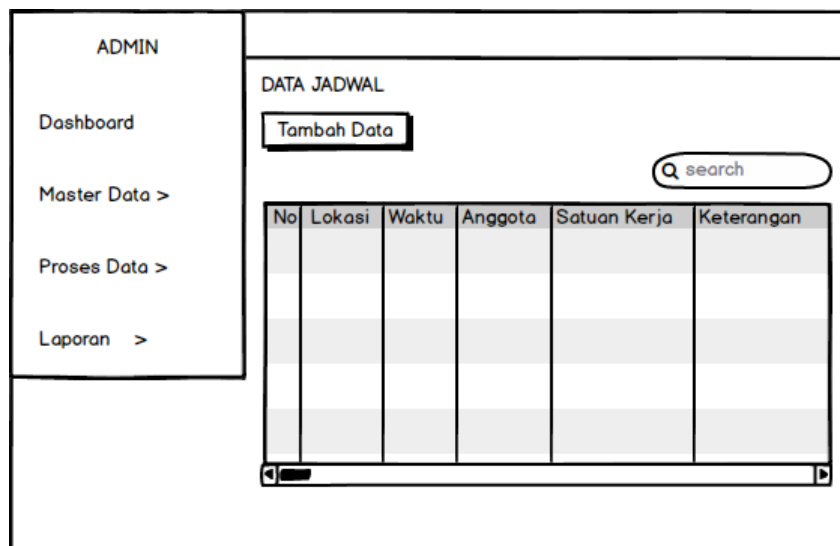 ADMIN
Dashboard
Master Data >
Proses Data >
Laporan >
DATA JADWAL
Tambah Data
search
No Lokasi Waktu Anggota Satuan Kerja Keterangan